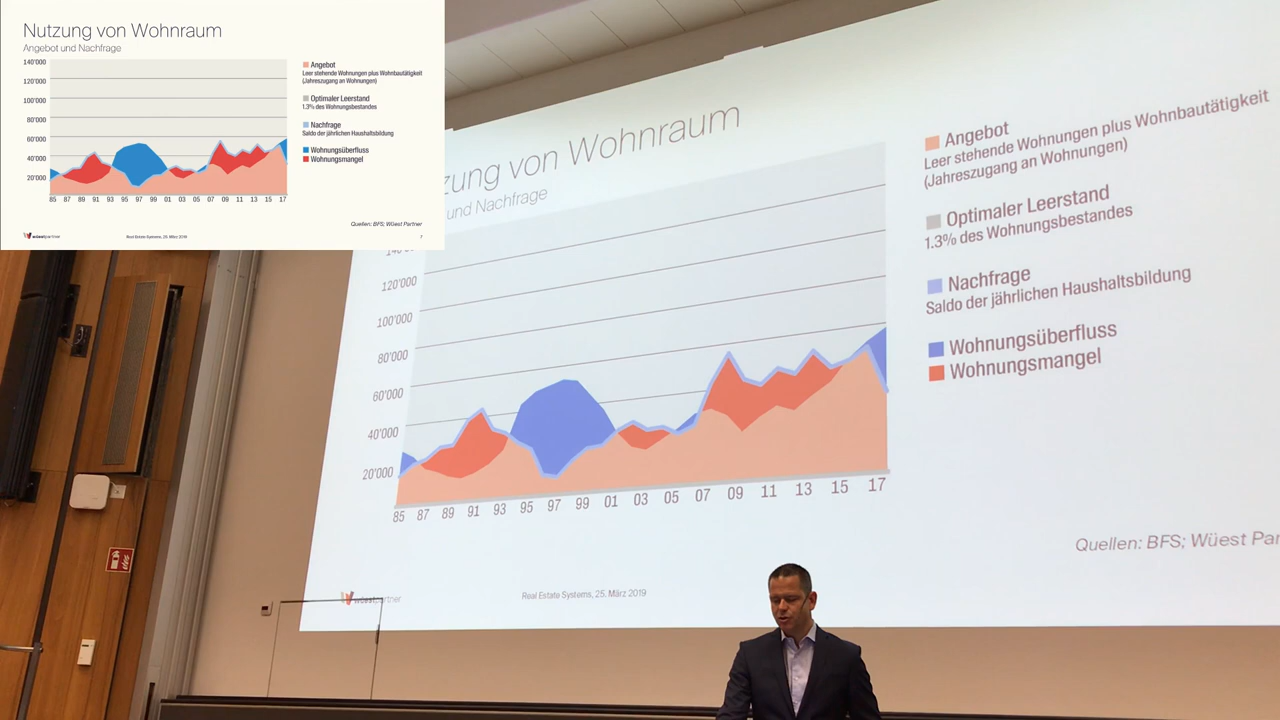 Nutzung von Wohnraum
Angebot und Nachfrage
140'000
120'000
100'000
80'000
60'000
40'000
20'000
85 87 89 91 93 95 97 99 01 03 05 07 09 11 13 15 17
Angebot
Leer stehende Wohnungen plus Wohnbautätigkeit
(Jahreszugang an Wohnungen)
Optimaler Leerstand
1.3% des Wohnungsbestandes
Nachfrage
Saldo der jährlichen Haushaltsbildung
Wohnungsüberfluss
Wohnungsmangel
Quellen: BFS; Wüest Partner
wüestpartner
Real Estate Systems, 25. März 2019
7
zung von Wohnraum
und Nachfrage
140'000
120'000
100'000
80'000
60'000
40'000
20'000
85 87 89 91 93 95 97 99 01 03 05 07 09 11 13 15 17
Angebot
Leer stehende Wohnungen plus Wohnbautätigkeit
(Jahreszugang an Wohnungen)
Optimaler Leerstand
1.3% des Wohnungsbestandes
Nachfrage
Saldo der jährlichen Haushaltsbildung
Wohnungsüberfluss
Wohnungsmangel
Quellen: BFS; Wüest Par
wüestpartner
Real Estate Systems, 25. März 2019